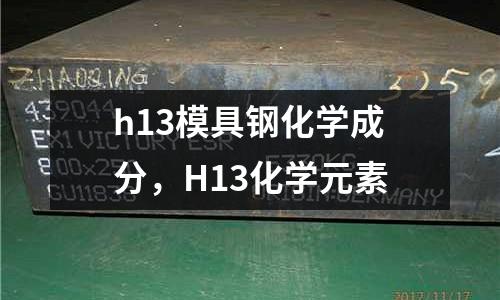 ZHAOQING 3259
439044
h13模具钢化学成
EX1 VICTORY ESR
分，H13化学元素
GU11836 ORIGIN:GERMANY
2017/11/17